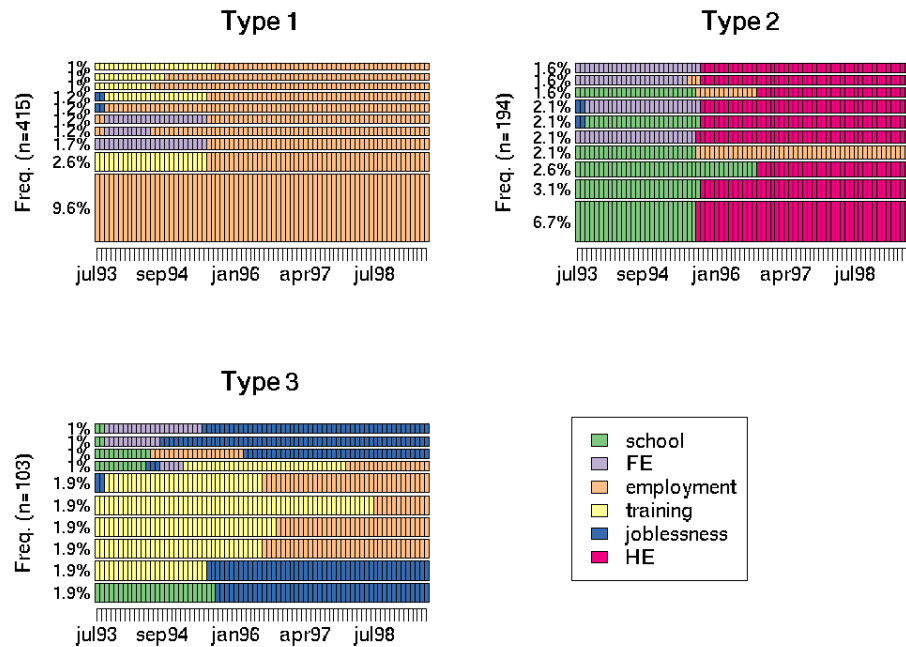 Type 1
Freq. (n=415)
1%
1%
1%
1.2%
1.2%
1.2%
1.2%
1.7%
2.6%
9.6%
jul93 sep94 jan96 apr97 jul98
Type 2
Freq. (n=194)
1.6%
1.6%
1.6%
2.1%
2.1%
2.1%
2.1%
2.6%
3.1%
6.7%
jul93 sep94 jan96 apr97 jul98
Type 3
Freq. (n=103)
1%
1%
1%
1%
1.9%
1.9%
1.9%
1.9%
1.9%
1.9%
jul93 sep94 jan96 apr97 jul98
school
FE
employment
training
joblessness
HE